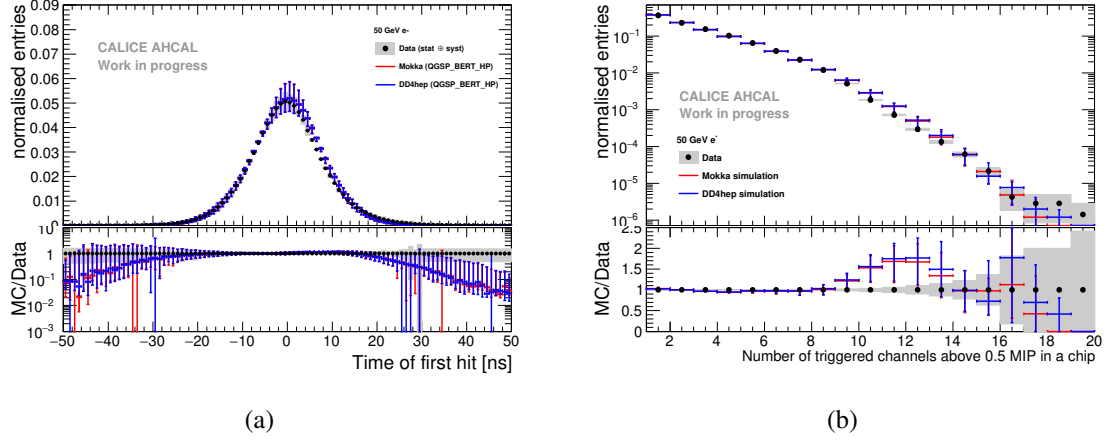 0.09
0.08
0.07
0.06
0.05
0.04
0.03
0.02
0.01
0
normalised entries
CALICE AHCAL
Work in progress
50 GeV e-
Data (stat ⊕ syst)
Mokka (QGSP_BERT_HP)
DD4hep (QGSP_BERT_HP)
10
1
10⁻¹
10⁻²
10⁻³
MC/Data
−50 −40 −30 −20 −10 0 10 20 30 40 50
Time of first hit [ns]
(a)
10⁻¹
10⁻²
10⁻³
10⁻⁴
10⁻⁵
10⁻⁶
normalised entries
CALICE AHCAL
Work in progress
50 GeV e⁻
Data
Mokka simulation
DD4hep simulation
2.5
2
1.5
1
0.5
0
MC/Data
2 4 6 8 10 12 14 16 18 20
Number of triggered channels above 0.5 MIP in a chip
(b)